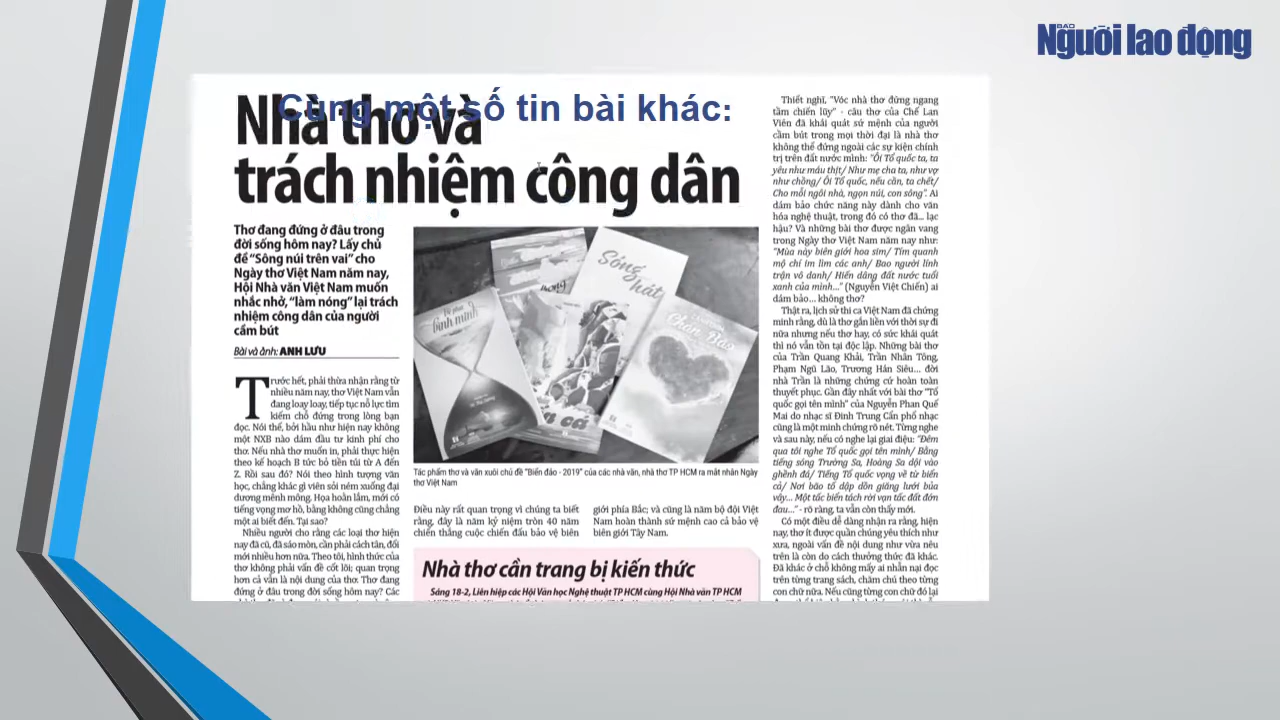 BÁO
Người lao động
Cùng một số tin bài khác:
Nhà thơ và
trách nhiệm công dân
Thơ đang đứng ở đâu trong
đời sống hôm nay? Lấy chủ
đề “Sông núi trên vai” cho
Ngày thơ Việt Nam năm nay,
Hội Nhà văn Việt Nam muốn
nhắc nhở, “làm nóng” lại trách
nhiệm công dân của người
cầm bút
Bài và ảnh: ANH LƯU
Trước hết, phải thừa nhận rằng từ
nhiều năm nay, thơ Việt Nam vẫn
đang loay loay, tiếp tục nỗ lực tìm
kiếm chỗ đứng trong lòng bạn
đọc. Nói thế, bởi hầu như hiện nay không
một NXB nào dám đầu tư kinh phí cho
thơ. Nếu nhà thơ muốn in, phải thực hiện
theo kế hoạch B tức bỏ tiền túi từ A đến
Z. Rồi sau đó? Nói theo hình tượng văn
học, chẳng khác gì viên sỏi ném xuống đại
dương mênh mông. Họa hoằn lắm, mới có
tiếng vọng mơ hồ, bằng không cũng chẳng
một ai biết đến. Tại sao?
Nhiều người cho rằng các loại thơ hiện
nay đã cũ, đã sáo mòn, cần phải cách tân, đổi
mới nhiều hơn nữa. Theo tôi, hình thức của
thơ không phải vấn đề cốt lõi; quan trọng
hơn cả vẫn là nội dung của thơ. Thơ đang
đứng ở đâu trong đời sống hôm nay? Các
Sóng
hát
bình minh
Tác phẩm thơ và văn xuôi chủ đề “Biển đảo - 2019” của các nhà văn, nhà thơ TP HCM ra mắt nhân Ngày
thơ Việt Nam
Điều này rất quan trọng vì chúng ta biết
rằng, đây là năm kỷ niệm tròn 40 năm
chiến thắng cuộc chiến đấu bảo vệ biên
giới phía Bắc; và cũng là năm bộ đội Việt
Nam hoàn thành sứ mệnh cao cả bảo vệ
biên giới Tây Nam.
Nhà thơ cần trang bị kiến thức
Sáng 18-2, Liên hiệp các Hội Văn học Nghệ thuật TP HCM cùng Hội Nhà văn TP HCM
Thiết nghĩ, “Vóc nhà thơ đứng ngang
tầm chiến lũy” - câu thơ của Chế Lan
Viên đã khái quát sứ mệnh của người
cầm bút trong mọi thời đại là nhà thơ
không thể đứng ngoài các sự kiện chính
trị trên đất nước mình: “Ôi Tổ quốc ta, ta
yêu như máu thịt/ Như mẹ cha ta, như vợ
như chồng/ Ôi Tổ quốc, nếu cần, ta chết/
Cho mỗi ngôi nhà, ngọn núi, con sông”. Ai
dám bảo chức năng này dành cho văn
hóa nghệ thuật, trong đó có thơ đã... lạc
hậu? Và những bài thơ được ngân vang
trong Ngày thơ Việt Nam năm nay như:
“Mùa này biên giới hoa sim/ Tím quanh
mộ chí im lìm các anh/ Bao người lính
trận vô danh/ Hiến dâng đất nước tuổi
xanh của mình...” (Nguyễn Việt Chiến) ai
dám bảo... không thơ?
Thật ra, lịch sử thi ca Việt Nam đã chứng
minh rằng, dù là thơ gắn liền với thời sự đi
nữa nhưng nếu thơ hay, có sức khái quát
thì nó vẫn tồn tại độc lập. Những bài thơ
của Trần Quang Khải, Trần Nhân Tông,
Phạm Ngũ Lão, Trương Hán Siêu... đời
nhà Trần là những chứng cứ hoàn toàn
thuyết phục. Gần đây nhất với bài thơ “Tổ
quốc gọi tên mình” của Nguyễn Phan Quế
Mai do nhạc sĩ Đinh Trung Cẩn phổ nhạc
cũng là một minh chứng rõ nét. Từng nghe
và sau này, nếu có nghe lại giai điệu: “Đêm
qua tôi nghe Tổ quốc gọi tên mình/ Bằng
tiếng sóng Trường Sa, Hoàng Sa dội vào
ghềnh đá/ Tiếng Tổ quốc vọng về từ biển
cả/ Nơi bão tố dập dồn giăng lưới bủa
vây... Một tấc biển tách rời vạn tấc đất đớn
đau...” - rõ ràng, ta vẫn còn thấy mới.
Có một điều dễ dàng nhận ra rằng, hiện
nay, thơ ít được quần chúng yêu thích như
xưa, ngoài vấn đề nội dung như vừa nêu
trên là còn do cách thưởng thức đã khác.
Đã khác ở chỗ không mấy ai nhẩn nại đọc
trên từng trang sách, chăm chú theo từng
con chữ nữa. Nếu cũng từng con chữ đó lại